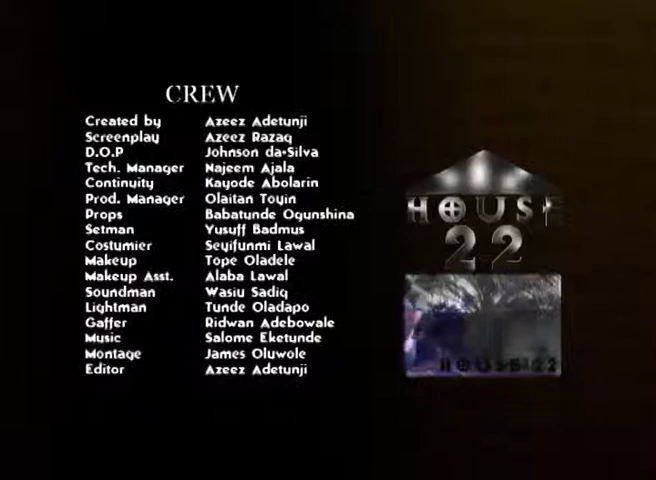 CREW
Created by Azeez Adetunji
Screenplay Azeez Razaq
D.O.P Johnson da-Silva
Tech. Manager Najeem Ajala
Continuity Kayode Abolarin
Prod. Manager Olaitan Toyin
Props Babatunde Ogunshina
Setman Yusuff Badmus
Costumier Seyifunmi Lawal
Makeup Tope Oladele
Makeup Asst. Alaba Lawal
Soundman Wasiu Sadiq
Lightman Tunde Oladapo
Gaffer Ridwan Adebowale
Music Salome Eketunde
Montage James Oluwole
Editor Azeez Adetunji
HOUSE
22
HOUSE 22